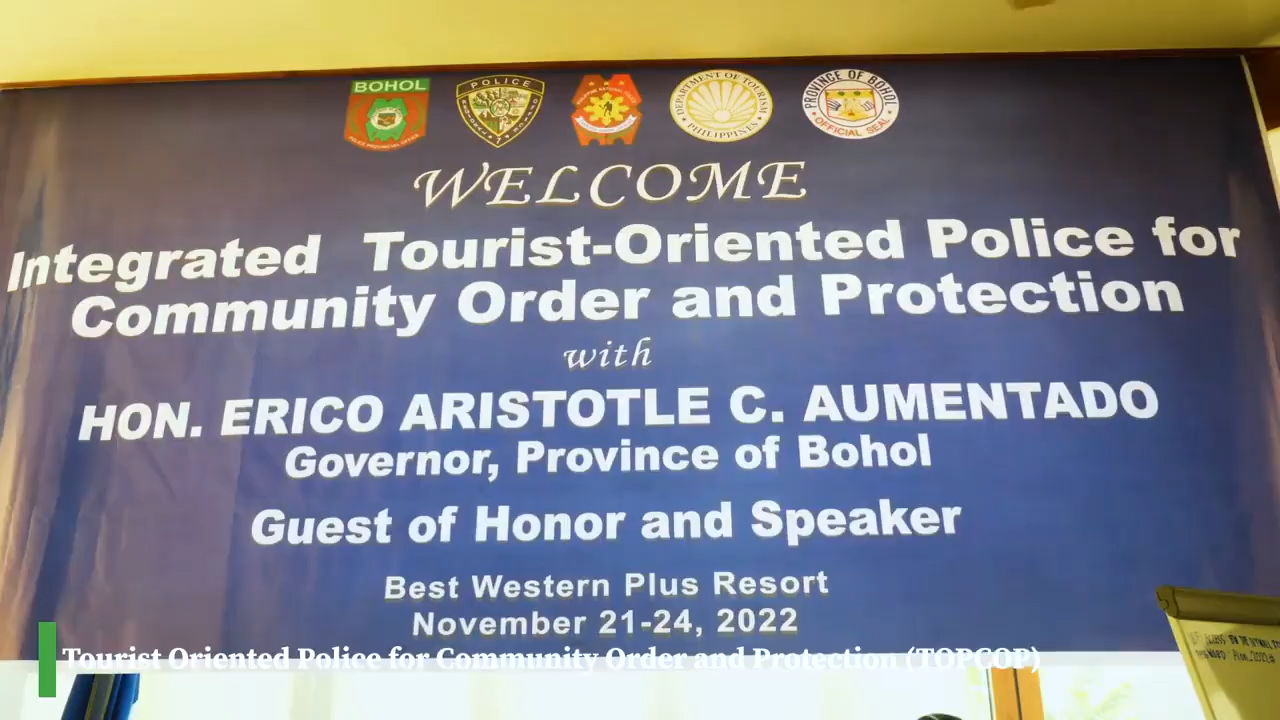 BOHOL
POLICE
DEPARTMENT OF TOURISM
PHILIPPINES
PROVINCE OF BOHOL
OFFICIAL SEAL
WELCOME
Integrated Tourist-Oriented Police for
Community Order and Protection
with
HON. ERICO ARISTOTLE C. AUMENTADO
Governor, Province of Bohol
Guest of Honor and Speaker
Best Western Plus Resort
November 21-24, 2022
Tourist Oriented Police for Community Order and Protection (TOPCOP)